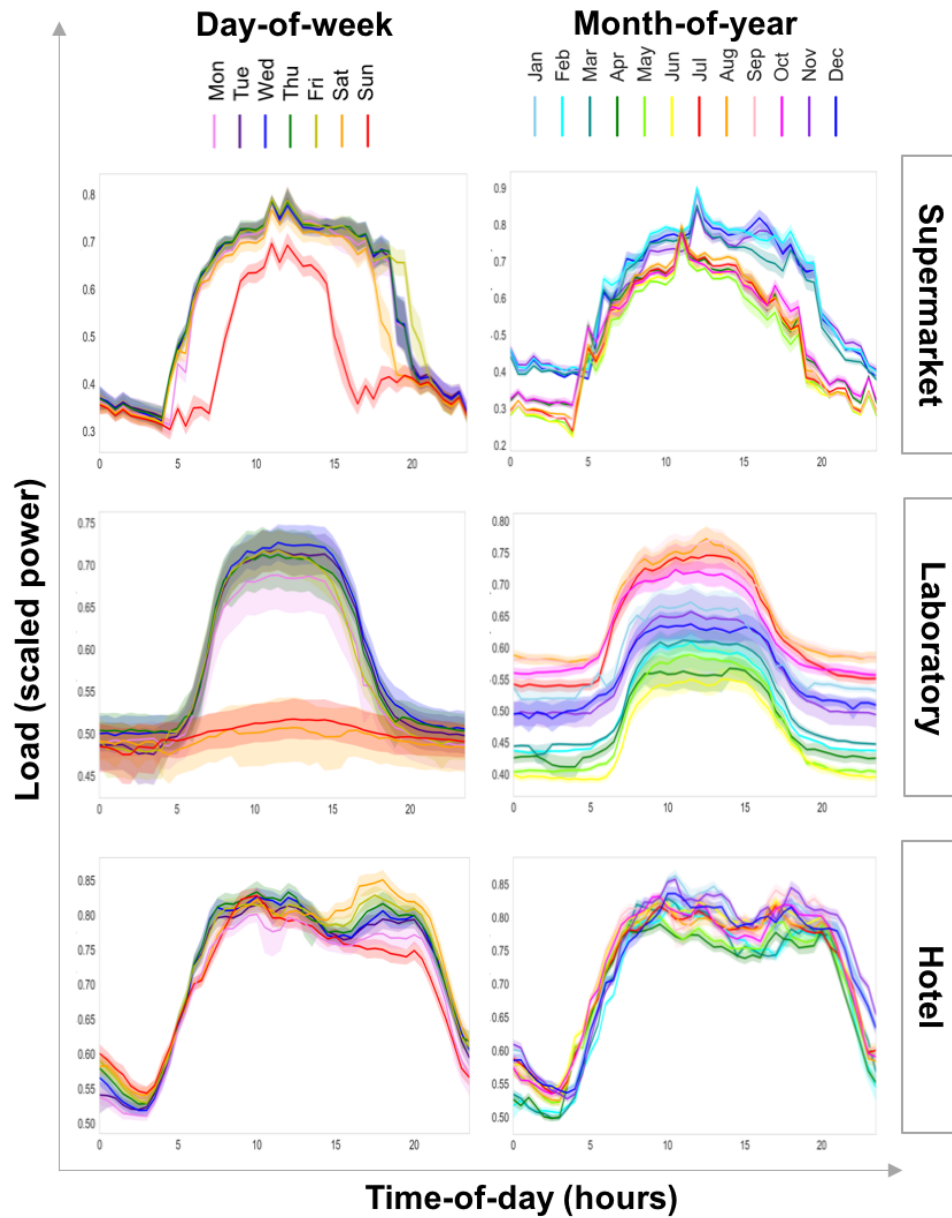 Day-of-week
Month-of-year
Mon
Tue
Wed
Thu
Fri
Sat
Sun
Jan
Feb
Mar
Apr
May
Jun
Jul
Aug
Sep
Oct
Nov
Dec
0.8
0.7
0.6
0.5
0.4
0.3
0 5 10 15 20
0.9
0.8
0.7
0.6
0.5
0.4
0.3
0.2
0 5 10 15 20
Supermarket
0.75
0.70
0.65
0.60
0.55
0.50
0.45
0 5 10 15 20
0.80
0.75
0.70
0.65
0.60
0.55
0.50
0.45
0.40
0 5 10 15 20
Laboratory
0.85
0.80
0.75
0.70
0.65
0.60
0.55
0.50
0 5 10 15 20
0.85
0.80
0.75
0.70
0.65
0.60
0.55
0.50
0 5 10 15 20
Hotel
Load (scaled power)
Time-of-day (hours)